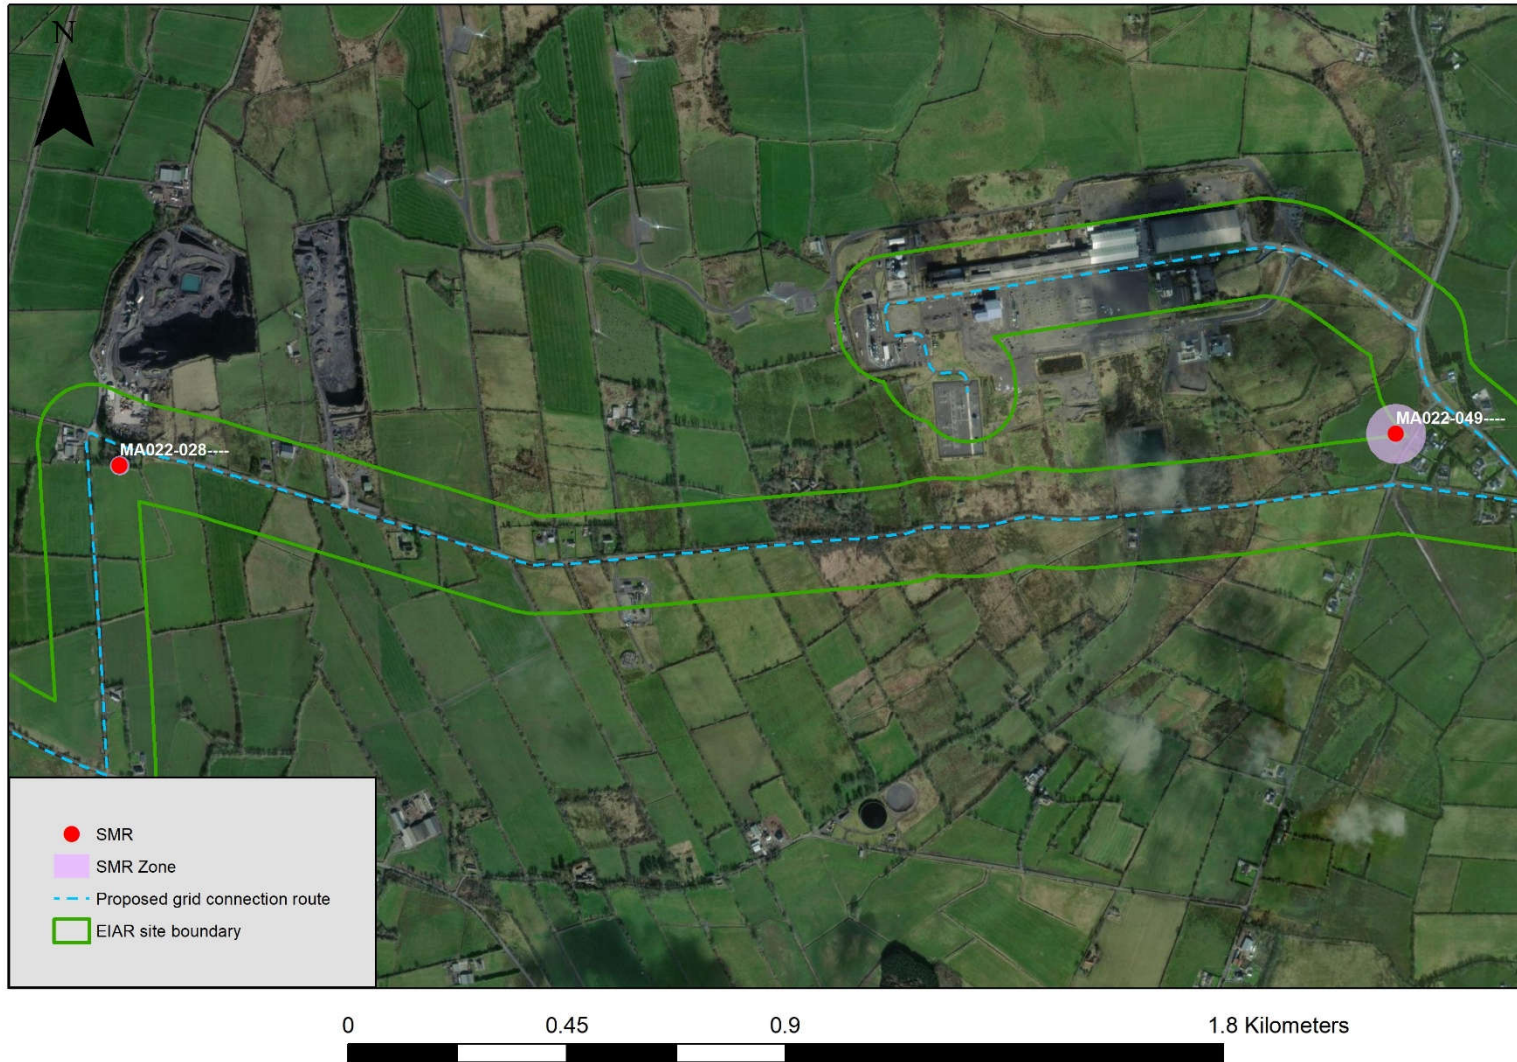 N
MA022-049----
MA022-028----
SMR
SMR Zone
Proposed grid connection route
EIAR site boundary
0 0.45 0.9 1.8 Kilometers